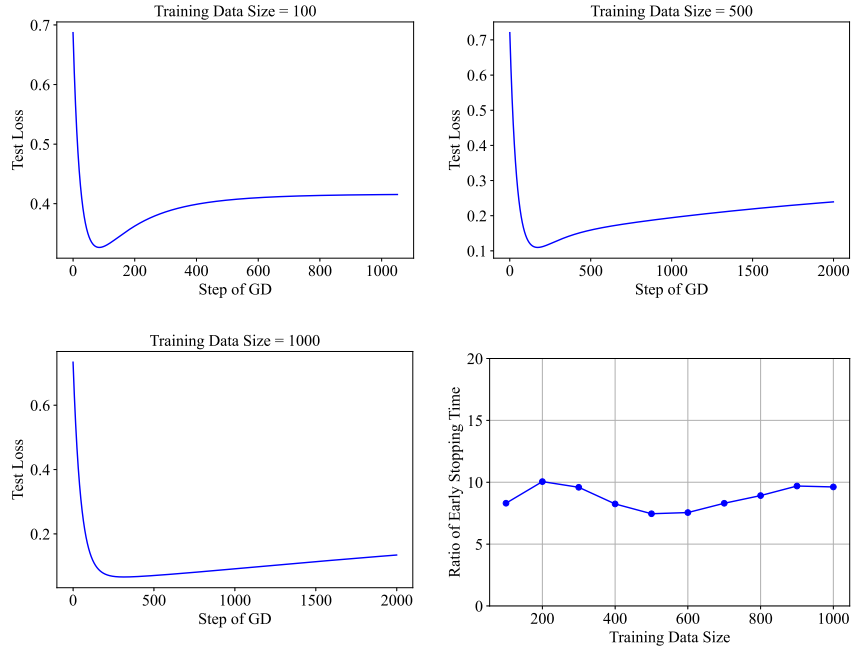 Training Data Size = 100
0.7
0.6
0.5
0.4
Test Loss
0 200 400 600 800 1000
Step of GD
Training Data Size = 500
0.7
0.6
0.5
0.4
0.3
0.2
0.1
Test Loss
0 500 1000 1500 2000
Step of GD
Training Data Size = 1000
0.6
0.4
0.2
Test Loss
0 500 1000 1500 2000
Step of GD
20
15
10
5
0
Ratio of Early Stopping Time
200 400 600 800 1000
Training Data Size